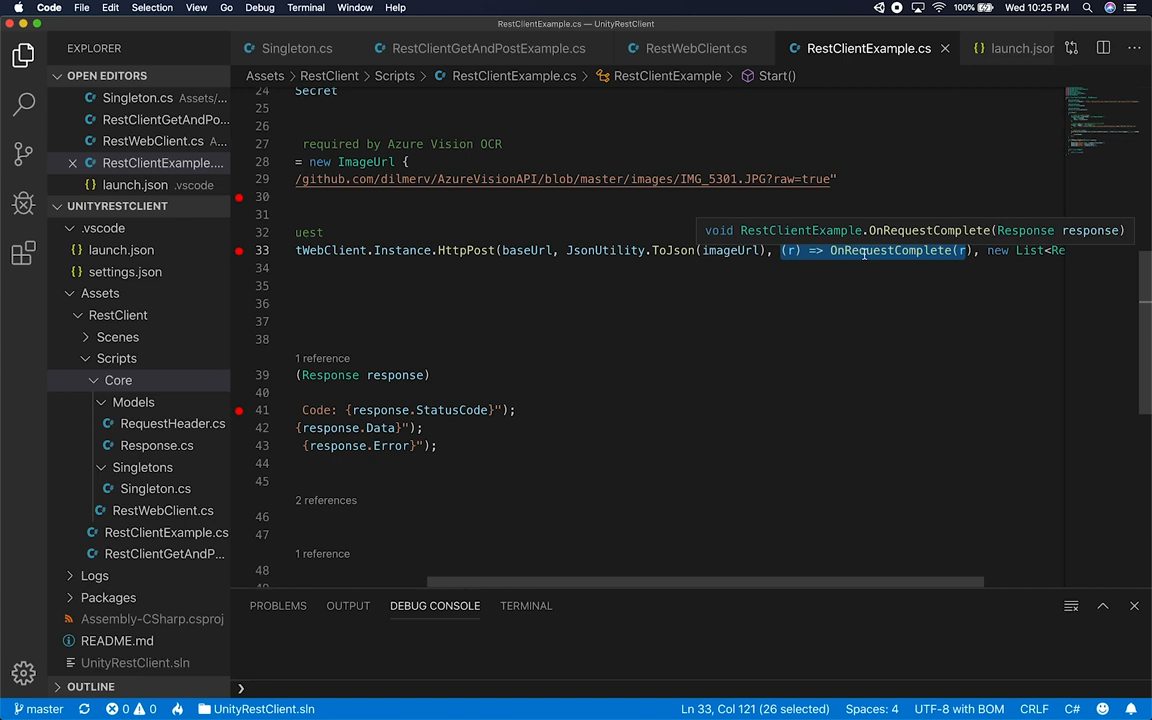 Code File Edit Selection View Go Debug Terminal Window Help 100% Wed 10:25 PM
RestClientExample.cs — UnityRestClient
EXPLORER
Singleton.cs RestClientGetAndPostExample.cs RestWebClient.cs RestClientExample.cs launch.json
OPEN EDITORS
Assets › RestClient › Scripts › RestClientExample.cs › RestClientExample › Start()
Singleton.cs Assets/...
RestClientGetAndPo...
RestWebClient.cs A...
RestClientExample....
launch.json .vscode
UNITYRESTCLIENT
.vscode
launch.json
settings.json
Assets
RestClient
Scenes
Scripts
Core
Models
RequestHeader.cs
Response.cs
Singletons
Singleton.cs
RestWebClient.cs
RestClientExample.cs
RestClientGetAndP...
Logs
Packages
Assembly-CSharp.csproj
README.md
UnityRestClient.sln
OUTLINE
24 Secret
25
26
27 required by Azure Vision OCR
28 = new ImageUrl {
29 /github.com/dilmerv/AzureVisionAPI/blob/master/images/IMG_5301.JPG?raw=true"
30
31
void RestClientExample.OnRequestComplete(Response response)
32 uest
33 tWebClient.Instance.HttpPost(baseUrl, JsonUtility.ToJson(imageUrl), (r) => OnRequestComplete(r), new List<Re
34
35
36
37
38
1 reference
39 (Response response)
40
41 Code: {response.StatusCode}");
42 {response.Data}");
43 {response.Error}");
44
45
2 references
46
47
1 reference
48
PROBLEMS OUTPUT DEBUG CONSOLE TERMINAL
master 0 0 UnityRestClient.sln Ln 33, Col 121 (26 selected) Spaces: 4 UTF-8 with BOM CRLF C#